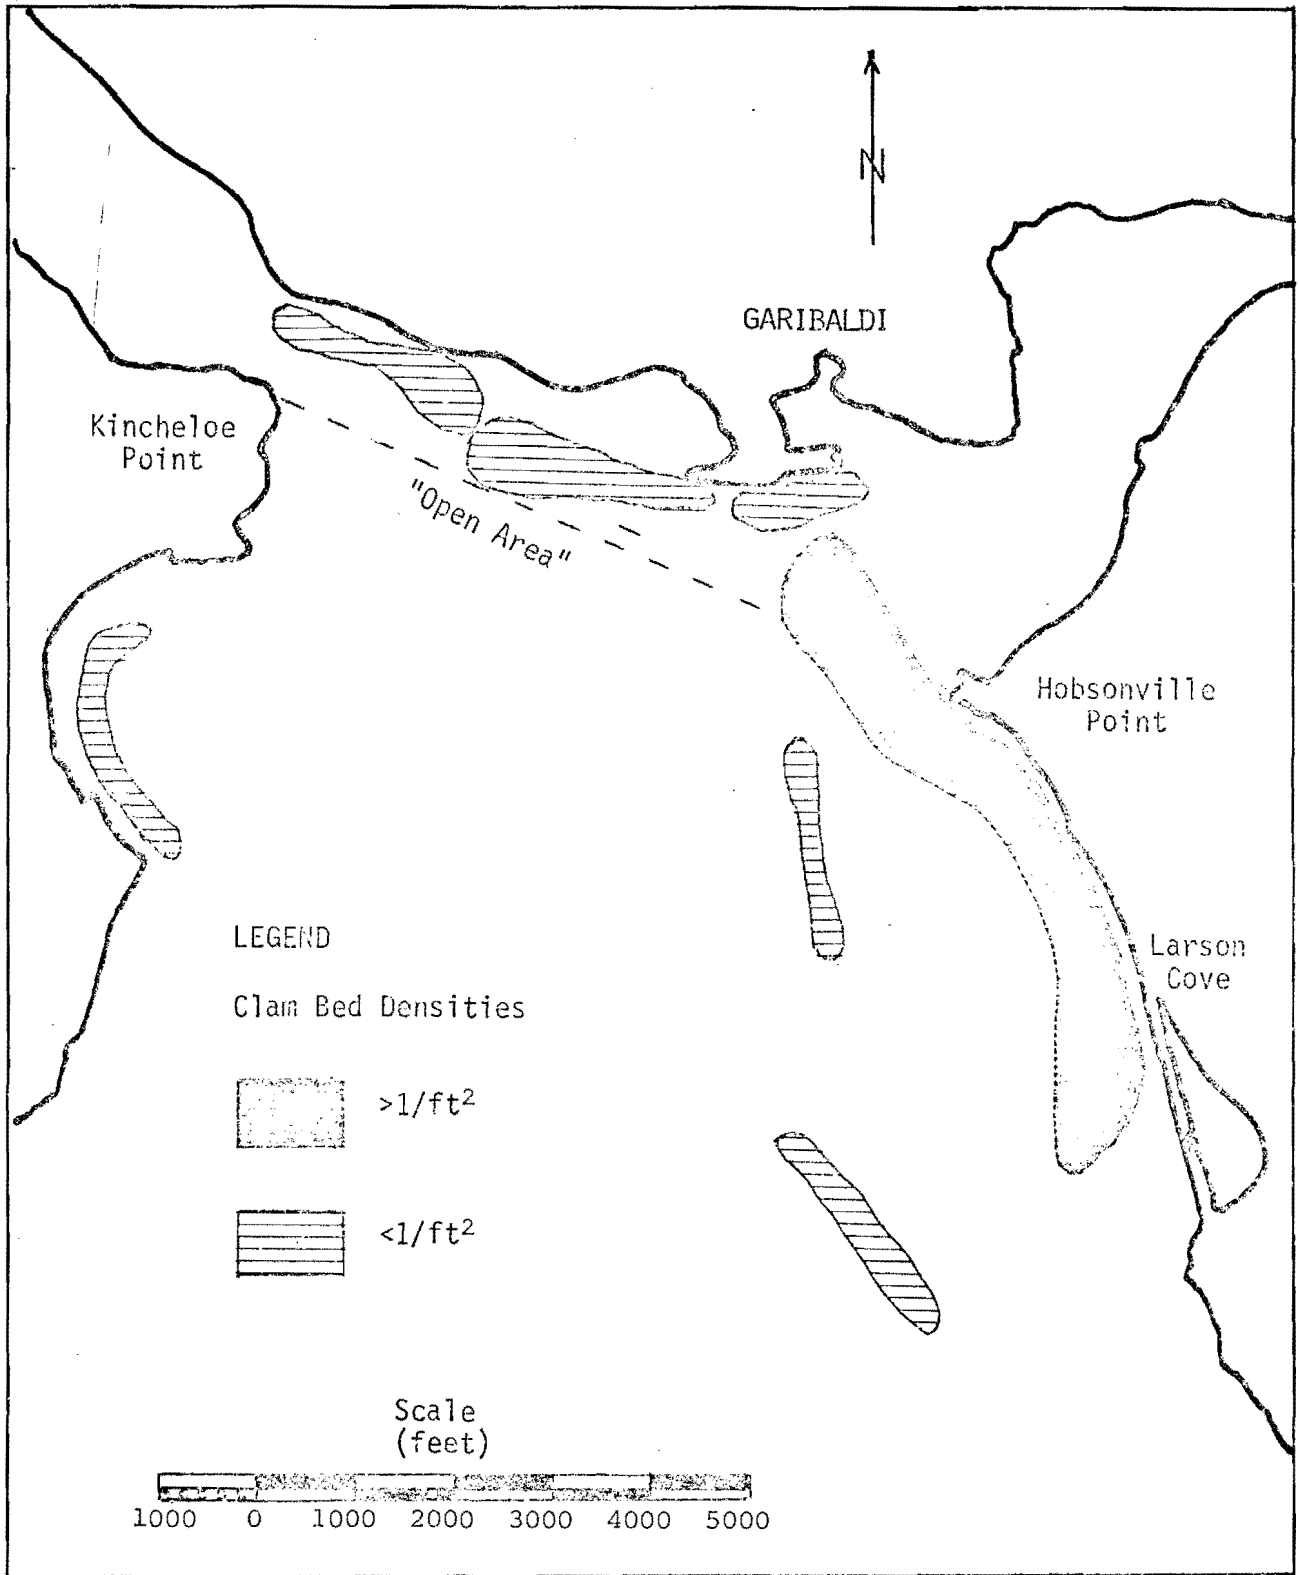 N
GARIBALDI
Kincheloe
Point
"Open Area"
Hobsonville
Point
Larson
Cove
LEGEND
Clam Bed Densities
>1/ft²
<1/ft²
Scale
(feet)
1000 0 1000 2000 3000 4000 5000